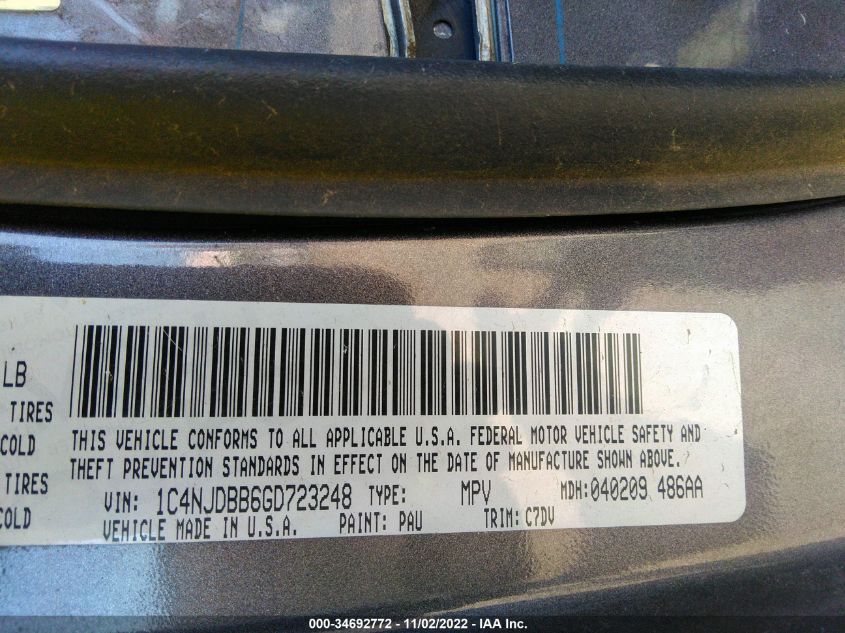 LB
TIRES
COLD
TIRES
COLD
THIS VEHICLE CONFORMS TO ALL APPLICABLE U.S.A. FEDERAL MOTOR VEHICLE SAFETY AND
THEFT PREVENTION STANDARDS IN EFFECT ON THE DATE OF MANUFACTURE SHOWN ABOVE.
VIN: 1C4NJDBB6GD723248 TYPE: MPV MDH:040209 486AA
VEHICLE MADE IN U.S.A. PAINT: PAU TRIM: C7DV
000-34692772 - 11/02/2022 - IAA Inc.